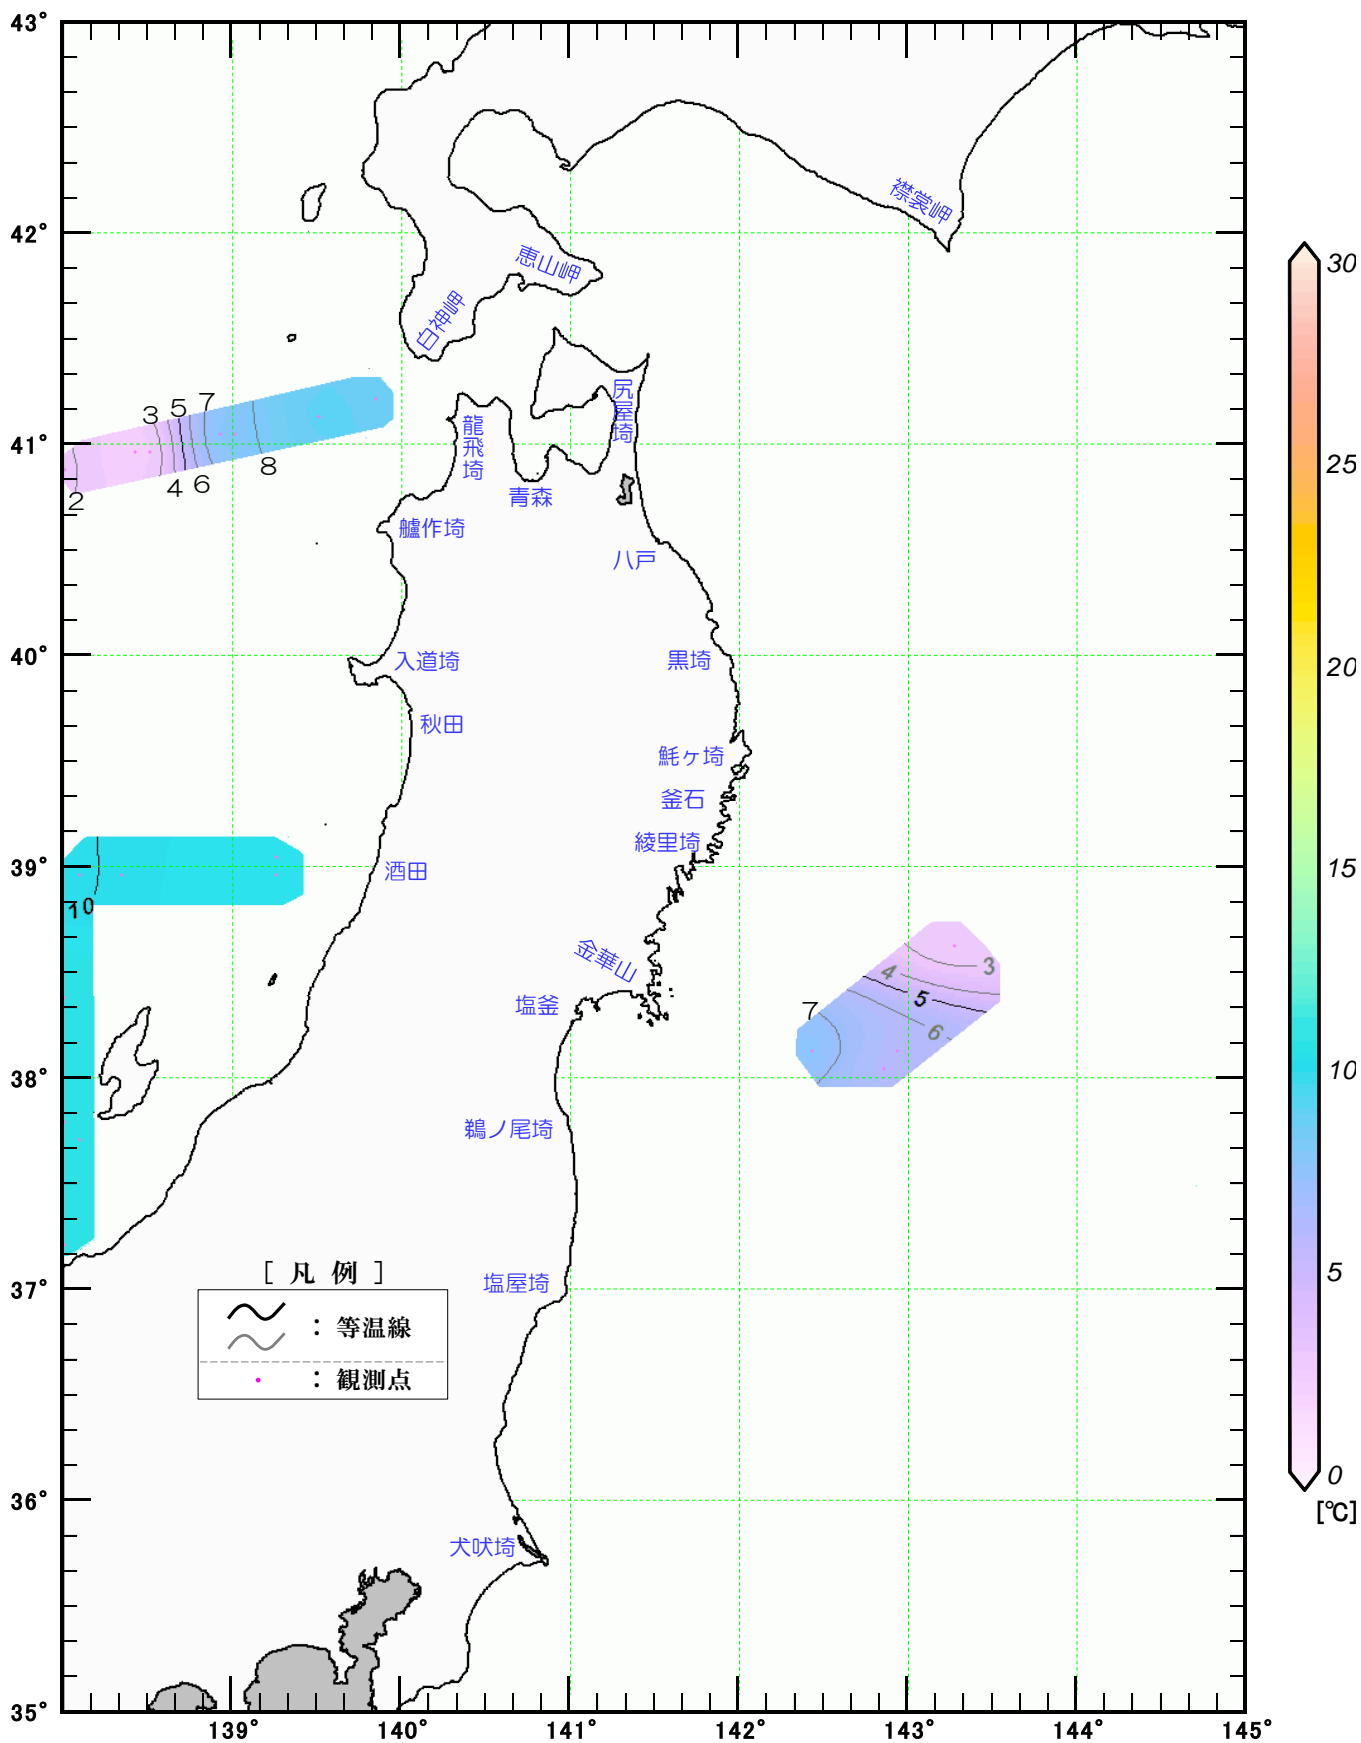 43°
襟裳岬
42°
恵山岬
白神岬
30
尻屋埼
3 5 7
龍飛埼
41°
8
4 6
2
25
青森
艫作埼
八戸
40°
入道埼
黒埼
20
秋田
魹ヶ埼
釜石
綾里埼
39°
酒田
15
10
金華山
3
4
5
塩釜
7
6
38°
10
鵜ノ尾埼
5
37°
塩屋埼
[ 凡 例 ]
: 等温線
: 観測点
0
36°
[℃]
犬吠埼
35°
139° 140° 141° 142° 143° 144° 145°